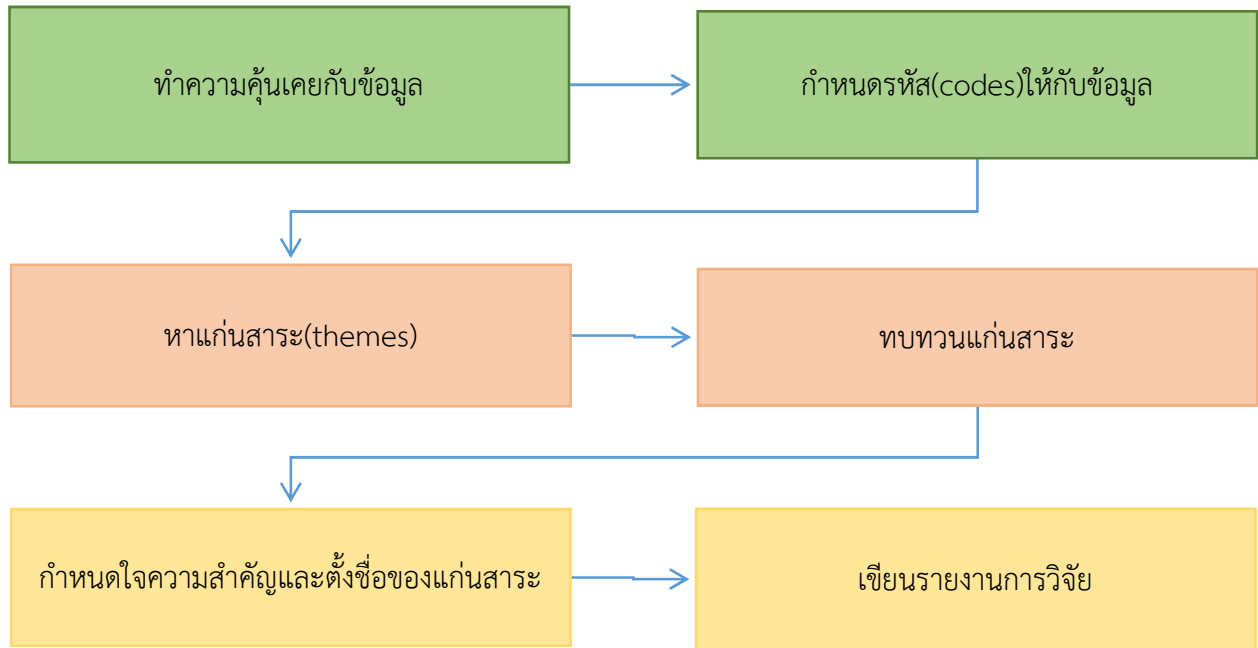 ทำความคุ้นเคยกับข้อมูล
กำหนดรหัส(codes)ให้กับข้อมูล
หาแก่นสาระ(themes)
ทบทวนแก่นสาระ
กำหนดใจความสำคัญและตั้งชื่อของแก่นสาระ
เขียนรายงานการวิจัย